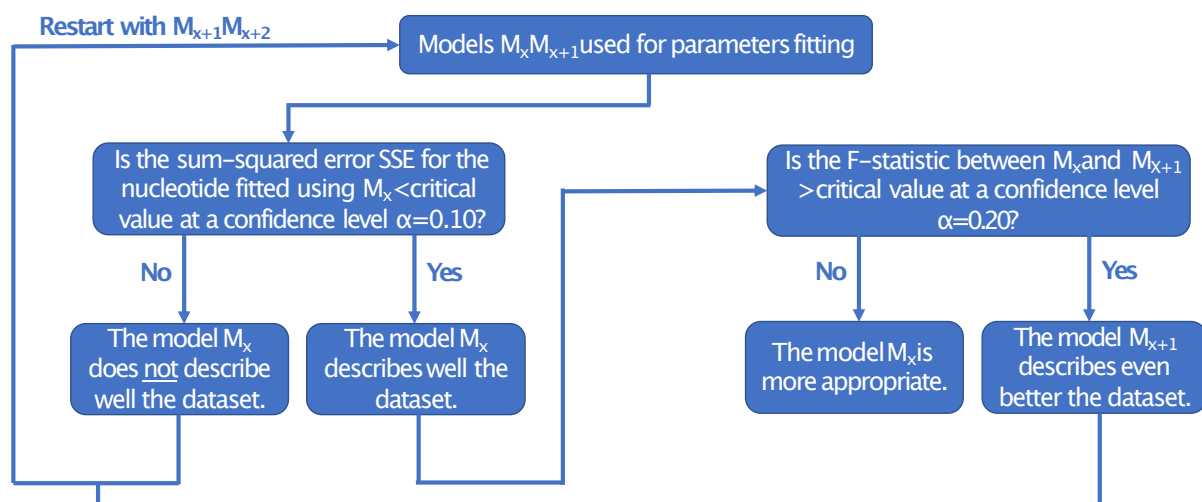 Restart with Mₓ₊₁Mₓ₊₂
Models MₓMₓ₊₁used for parameters fitting
Is the sum-squared error SSE for the
nucleotide fitted using Mₓ<critical
value at a confidence level α=0.10?
Is the F-statistic between Mₓand M_X+1
>critical value at a confidence level
α=0.20?
No
Yes
No
Yes
The model Mₓ
does not describe
well the dataset.
The model Mₓ
describes well the
dataset.
The model Mₓis
more appropriate.
The model Mₓ₊₁
describes even
better the dataset.